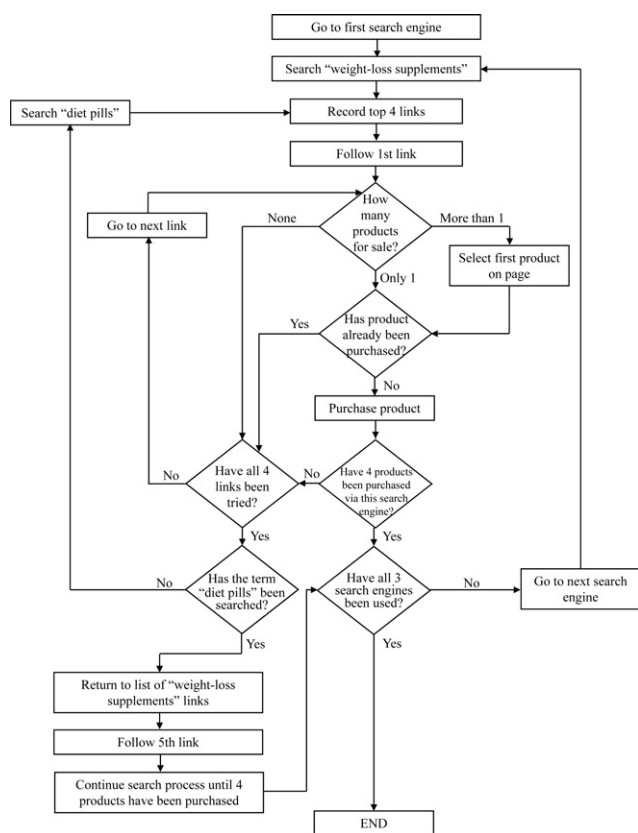 Go to first search engine
Search “weight-loss supplements”
Search “diet pills”
Record top 4 links
Follow 1st link
How
many
products
for sale?
None
More than 1
Go to next link
Select first product
on page
Only 1
Has product
already been
purchased?
Yes
No
Purchase product
Have all 4
links been
tried?
No
No
Have 4 products
been purchased
via this search
engine?
Yes
Yes
Has the term
“diet pills” been
searched?
No
Have all 3
search engines
been used?
No
Go to next search
engine
Yes
Yes
Return to list of “weight-loss
supplements” links
Follow 5th link
Continue search process until 4
products have been purchased
END